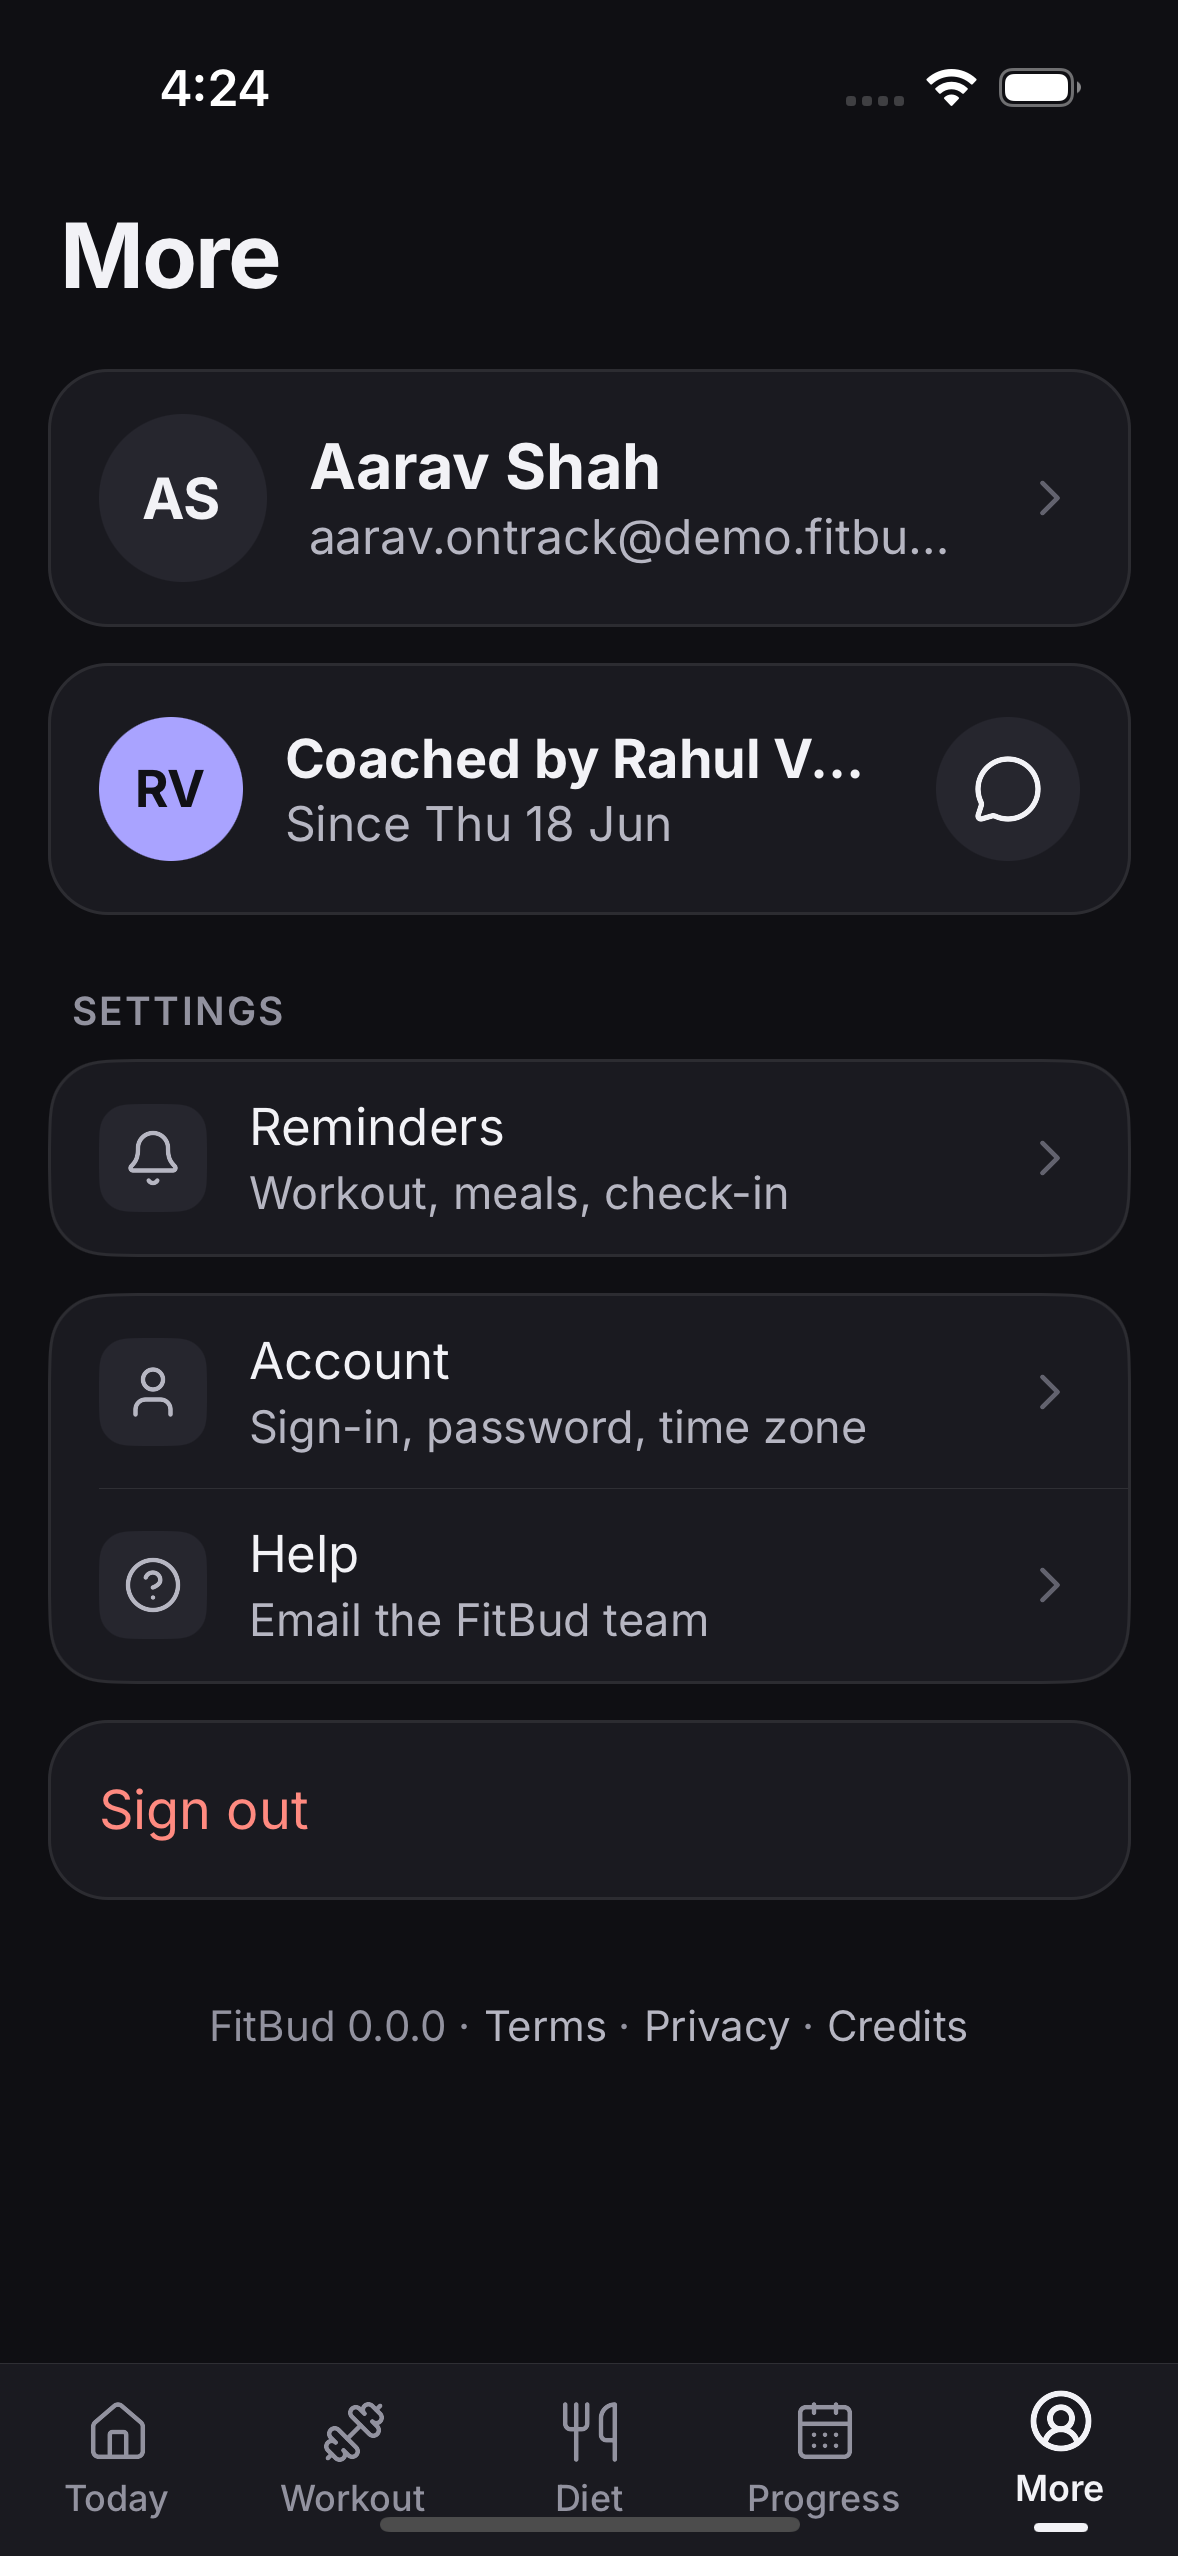 4:24
More
AS
Aarav Shah
aarav.ontrack@demo.fitbu...
RV
Coached by Rahul V...
Since Thu 18 Jun
SETTINGS
Reminders
Workout, meals, check-in
Account
Sign-in, password, time zone
Help
Email the FitBud team
Sign out
FitBud 0.0.0 · Terms · Privacy · Credits
Today Workout Diet Progress More